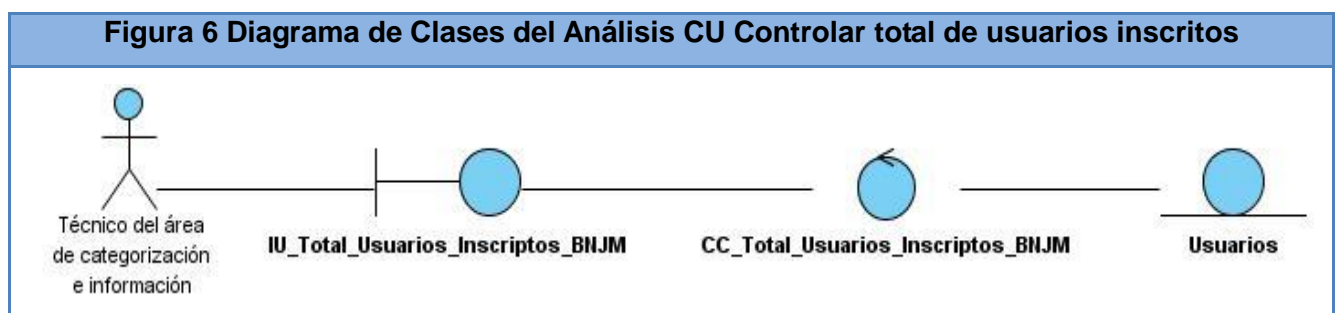 Figura 6 Diagrama de Clases del Análisis CU Controlar total de usuarios inscritos
Técnico del área
de categorización
e información
IU_Total_Usuarios_Inscriptos_BNJM
CC_Total_Usuarios_Inscriptos_BNJM
Usuarios